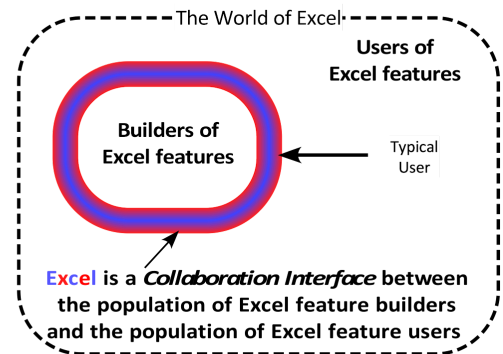 The World of Excel
Users of
Excel features
Builders of
Excel features
Typical
User
Excel is a Collaboration Interface between
the population of Excel feature builders
and the population of Excel feature users